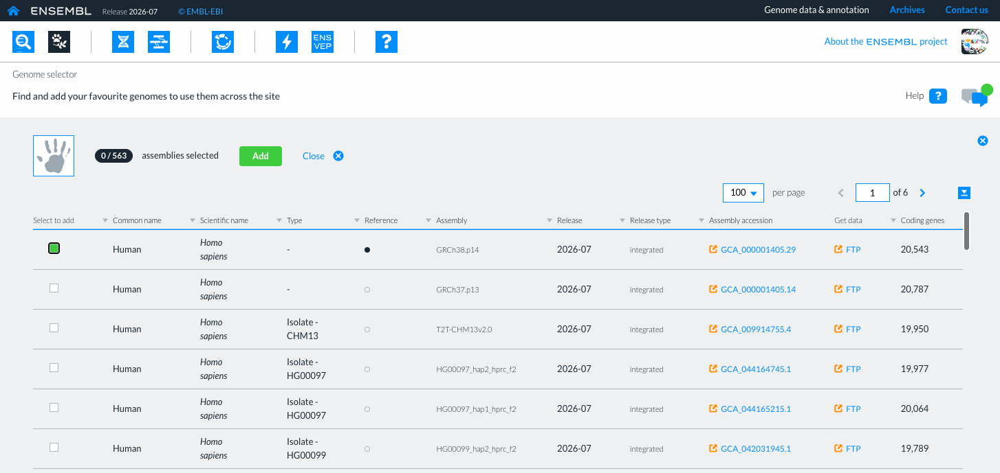 ENSEMBL Release 2026-07 © EMBL-EBI Genome data & annotation Archives Contact us
ENS VEP ? About the ENSEMBL project
Genome selector
Find and add your favourite genomes to use them across the site Help ?
0 / 563 assemblies selected Add Close
100 per page 1 of 6
Select to add Common name Scientific name Type Reference Assembly Release Release type Assembly accession Get data Coding genes
Human Homo sapiens - GRCh38.p14 2026-07 integrated GCA_000001405.29 FTP 20,543
Human Homo sapiens - GRCh37.p13 2026-07 integrated GCA_000001405.14 FTP 20,787
Human Homo sapiens Isolate - CHM13 T2T-CHM13v2.0 2026-07 integrated GCA_009914755.4 FTP 19,950
Human Homo sapiens Isolate - HG00097 HG00097_hap2_hprc_f2 2026-07 integrated GCA_044164745.1 FTP 19,977
Human Homo sapiens Isolate - HG00097 HG00097_hap1_hprc_f2 2026-07 integrated GCA_044165215.1 FTP 20,064
Human Homo sapiens Isolate - HG00099 HG00099_hap2_hprc_f2 2026-07 integrated GCA_042031945.1 FTP 19,789